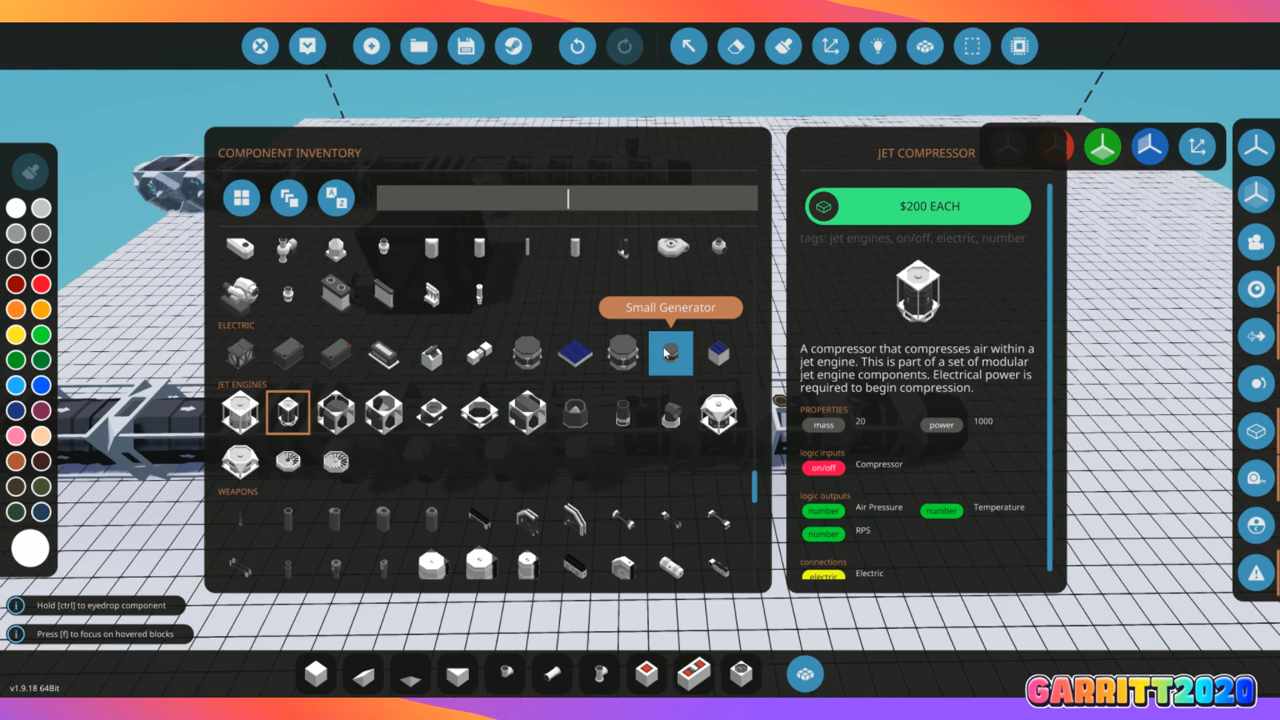 COMPONENT INVENTORY
A
Z
JET COMPRESSOR
$200 EACH
tags: jet engines, on/off, electric, number
ELECTRIC
Small Generator
JET ENGINES
WEAPONS
A compressor that compresses air within a
jet engine. This is part of a set of modular
jet engine components. Electrical power is
required to begin compression.
PROPERTIES
mass 20 power 1000
logic inputs
on/off Compressor
logic outputs
number Air Pressure number Temperature
number RPS
connections
electric Electric
Hold [ctrl] to eyedrop component
Press [f] to focus on hovered blocks
v1.9.18 64Bit
GARRITT2020